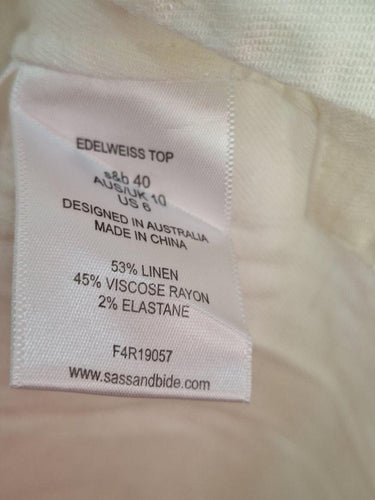 EDELWEISS TOP
s&b 40
AUS/UK 10
US 6
DESIGNED IN AUSTRALIA
MADE IN CHINA
53% LINEN
45% VISCOSE RAYON
2% ELASTANE
F4R19057
www.sassandbide.com